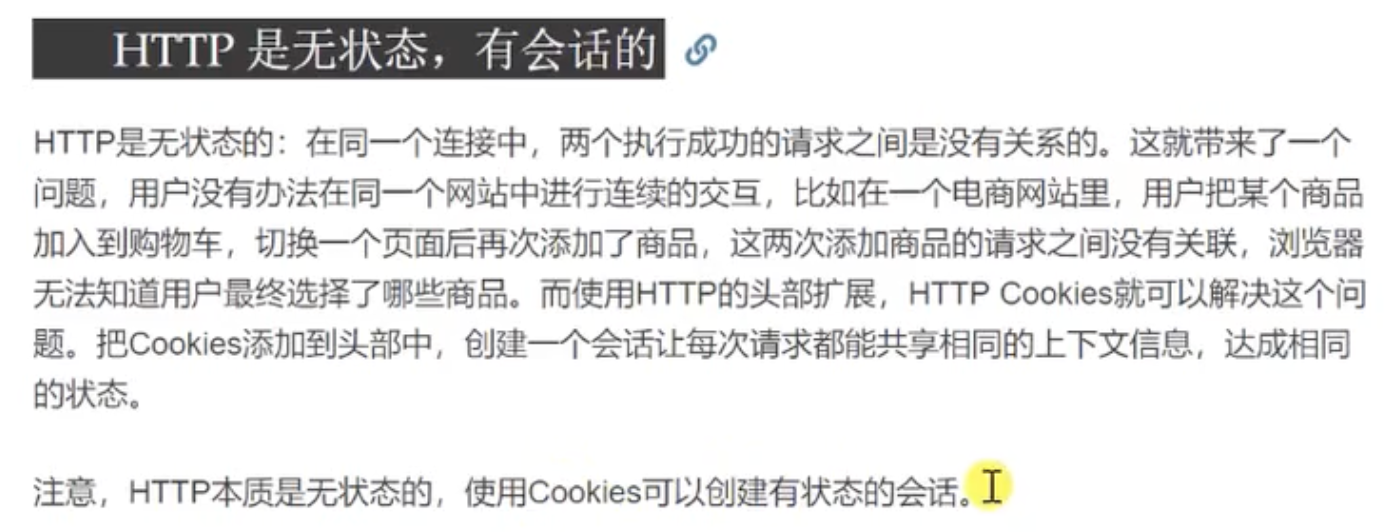 HTTP 是无状态，有会话的
HTTP是无状态的：在同一个连接中，两个执行成功的请求之间是没有关系的。这就带来了一个
问题，用户没有办法在同一个网站中进行连续的交互，比如在一个电商网站里，用户把某个商品
加入到购物车，切换一个页面后再次添加了商品，这两次添加商品的请求之间没有关联，浏览器
无法知道用户最终选择了哪些商品。而使用HTTP的头部扩展，HTTP Cookies就可以解决这个问
题。把Cookies添加到头部中，创建一个会话让每次请求都能共享相同的上下文信息，达成相同
的状态。
注意，HTTP本质是无状态的，使用Cookies可以创建有状态的会话。